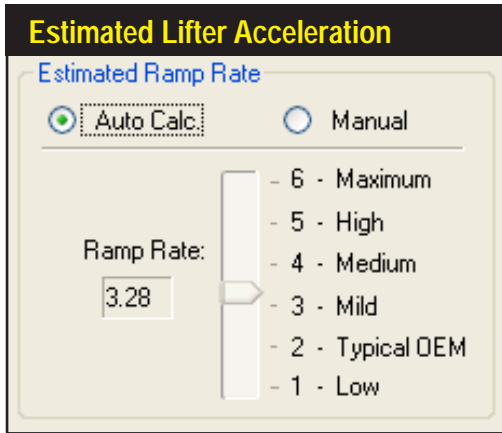 Estimated Lifter Acceleration
Estimated Ramp Rate
Auto Calc. Manual
6 - Maximum
5 - High
Ramp Rate: 4 - Medium
3.28 3 - Mild
2 - Typical OEM
1 - Low